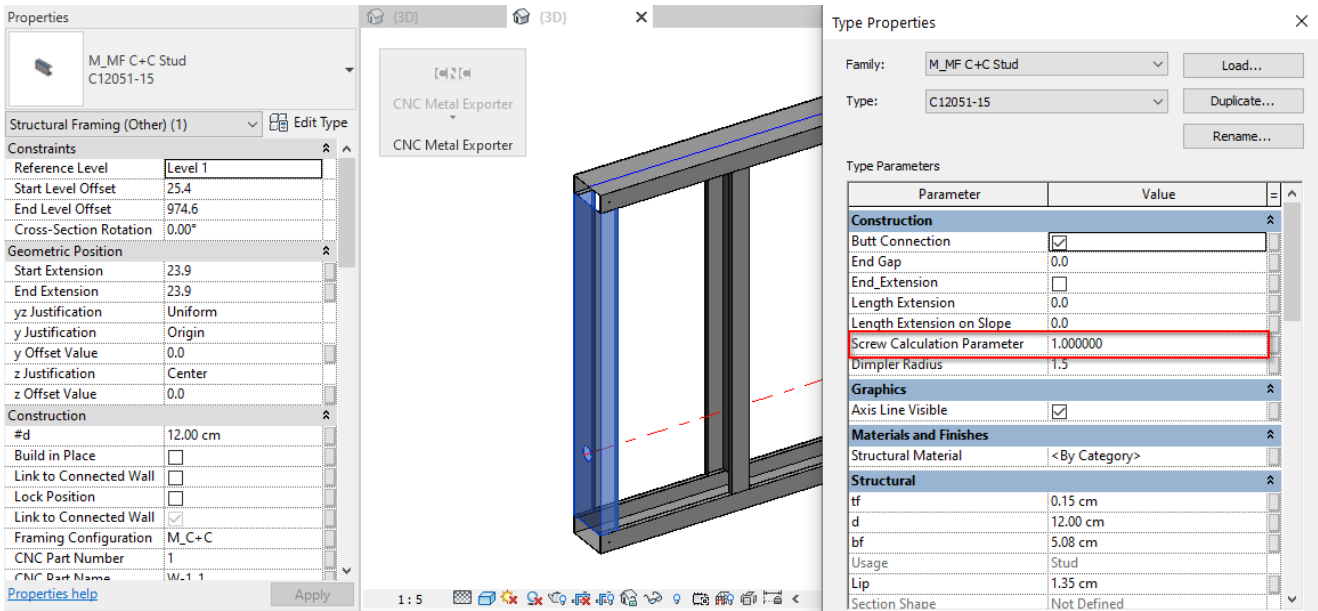 Properties
M_MF C+C Stud
C12051-15
Structural Framing (Other) (1)
Edit Type
Constraints
Reference Level Level 1
Start Level Offset 25.4
End Level Offset 974.6
Cross-Section Rotation 0.00°
Geometric Position
Start Extension 23.9
End Extension 23.9
yz Justification Uniform
y Justification Origin
y Offset Value 0.0
z Justification Center
z Offset Value 0.0
Construction
#d 12.00 cm
Build in Place
Link to Connected Wall
Lock Position
Link to Connected Wall
Framing Configuration M_C+C
CNC Part Number 1
CNC Part Name W-1_1
Properties help
Apply
{3D}
{3D}
CNC
CNC Metal Exporter
CNC Metal Exporter
1 : 5
Type Properties
Family: M_MF C+C Stud Load...
Type: C12051-15 Duplicate...
Rename...
Type Parameters
Parameter Value =
Construction
Butt Connection
End Gap 0.0
End_Extension
Length Extension 0.0
Length Extension on Slope 0.0
Screw Calculation Parameter 1.000000
Dimpler Radius 1.5
Graphics
Axis Line Visible
Materials and Finishes
Structural Material <By Category>
Structural
tf 0.15 cm
d 12.00 cm
bf 5.08 cm
Usage Stud
Lip 1.35 cm
Section Shape Not Defined